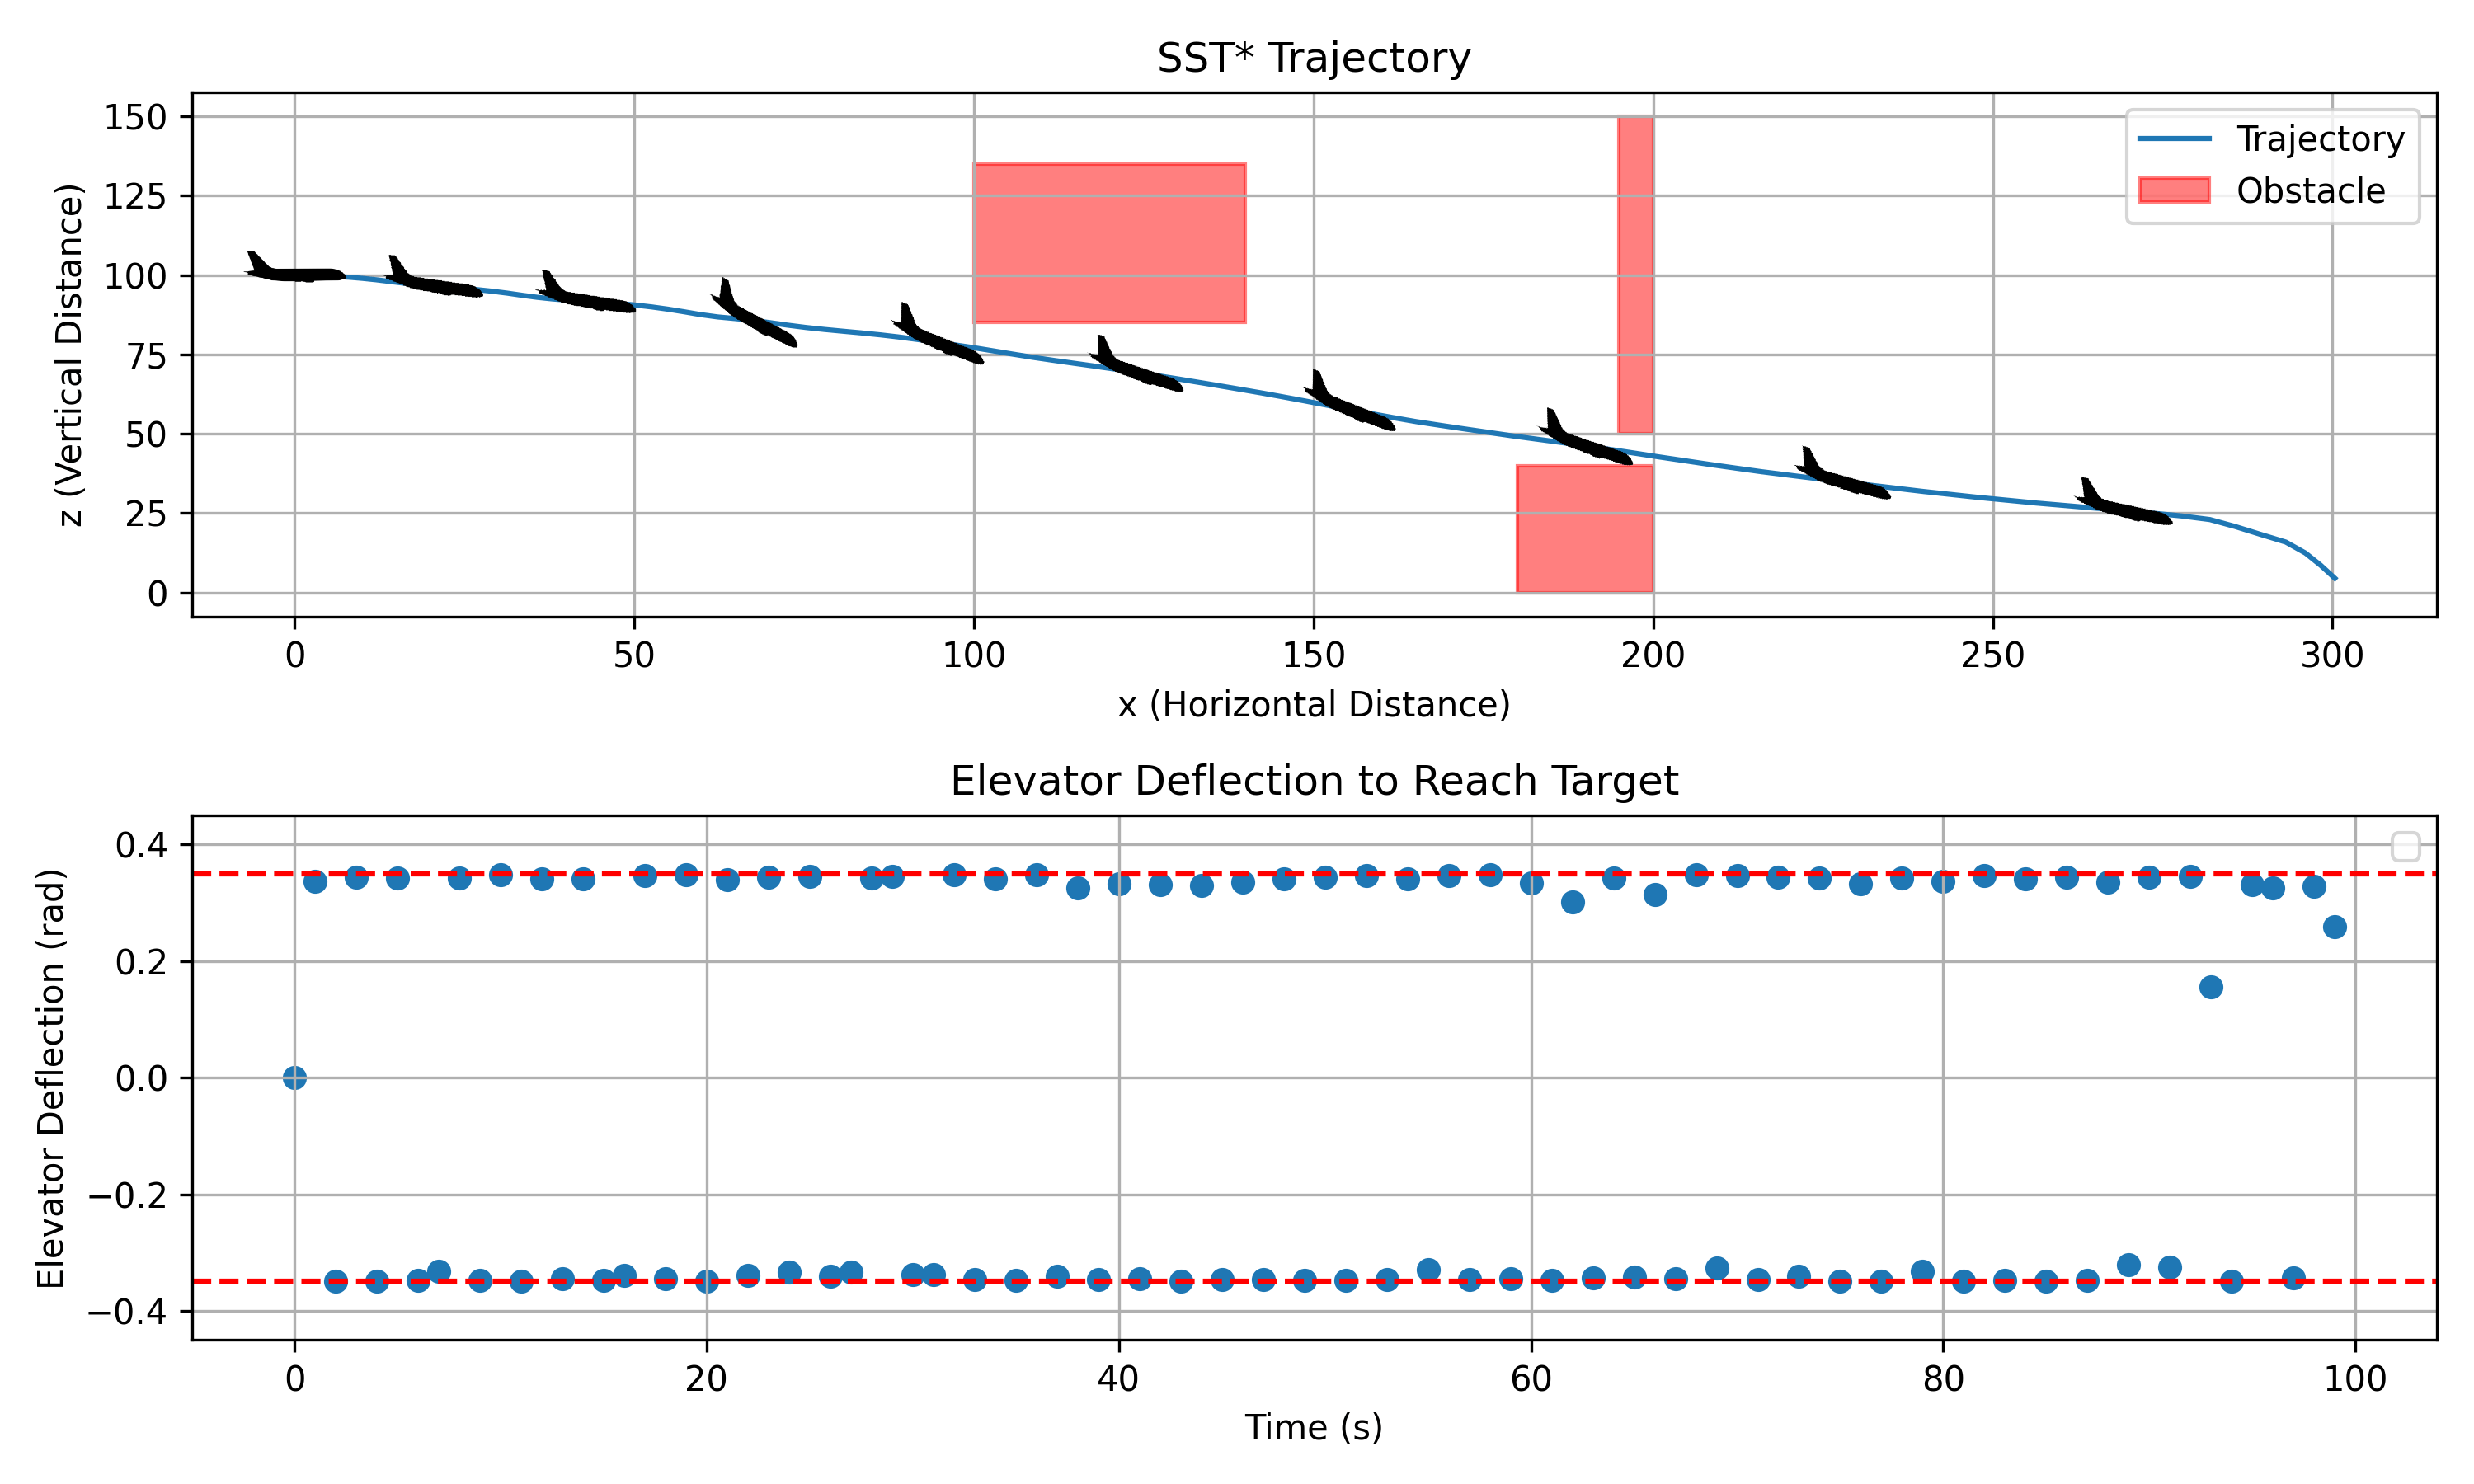 SST* Trajectory
z (Vertical Distance)
150
125
100
75
50
25
0
Trajectory
Obstacle
0 50 100 150 200 250 300
x (Horizontal Distance)
Elevator Deflection to Reach Target
Elevator Deflection (rad)
0.4
0.2
0.0
−0.2
−0.4
0 20 40 60 80 100
Time (s)